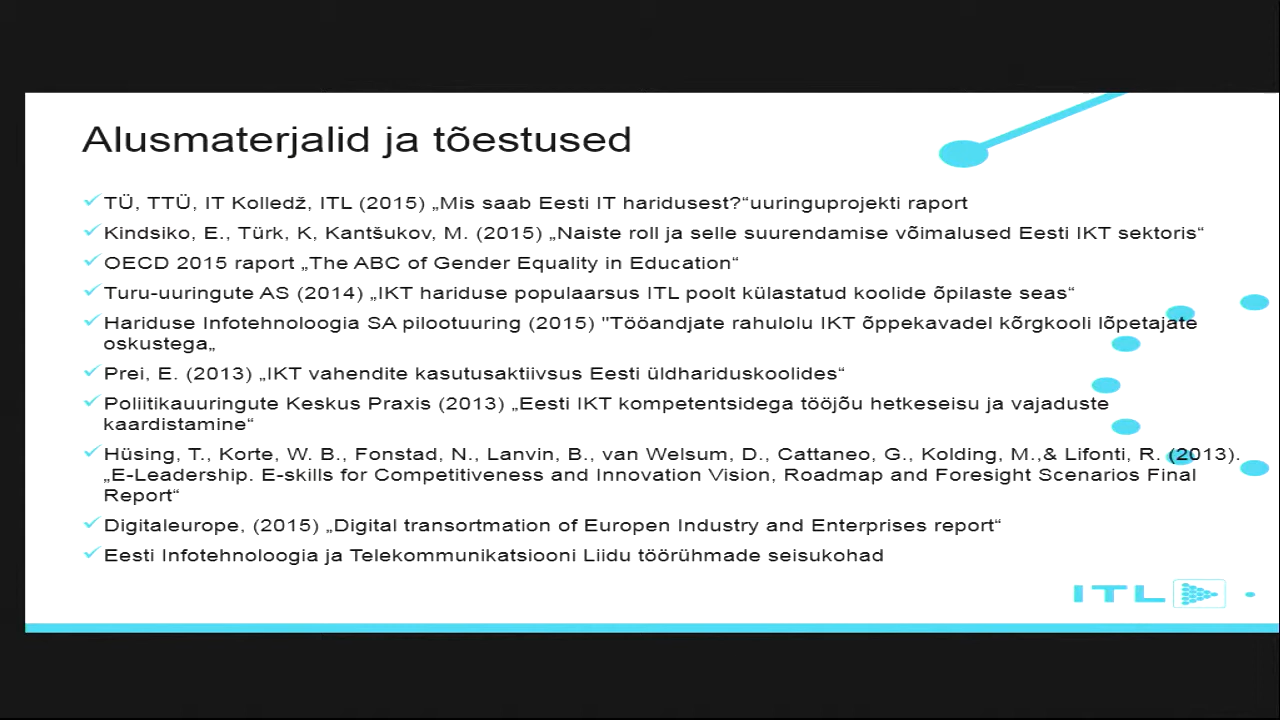 Alusmaterjalid ja tõestused
TÜ, TTÜ, IT Kolledž, ITL (2015) „Mis saab Eesti IT haridusest?“uuringuprojekti raport
Kindsiko, E., Türk, K, Kantšukov, M. (2015) „Naiste roll ja selle suurendamise võimalused Eesti IKT sektoris“
OECD 2015 raport „The ABC of Gender Equality in Education“
Turu-uuringute AS (2014) „IKT hariduse populaarsus ITL poolt külastatud koolide õpilaste seas“
Hariduse Infotehnoloogia SA pilootuuring (2015) "Tööandjate rahulolu IKT õppekavadel kõrgkooli lõpetajate
oskustega„
Prei, E. (2013) „IKT vahendite kasutusaktiivsus Eesti üldhariduskoolides“
Poliitikauuringute Keskus Praxis (2013) „Eesti IKT kompetentsidega tööjõu hetkeseisu ja vajaduste
kaardistamine“
Hüsing, T., Korte, W. B., Fonstad, N., Lanvin, B., van Welsum, D., Cattaneo, G., Kolding, M.,& Lifonti, R. (2013).
„E-Leadership. E-skills for Competitiveness and Innovation Vision, Roadmap and Foresight Scenarios Final
Report“
Digitaleurope, (2015) „Digital transortmation of Europen Industry and Enterprises report“
Eesti Infotehnoloogia ja Telekommunikatsiooni Liidu töörühmade seisukohad
ITL